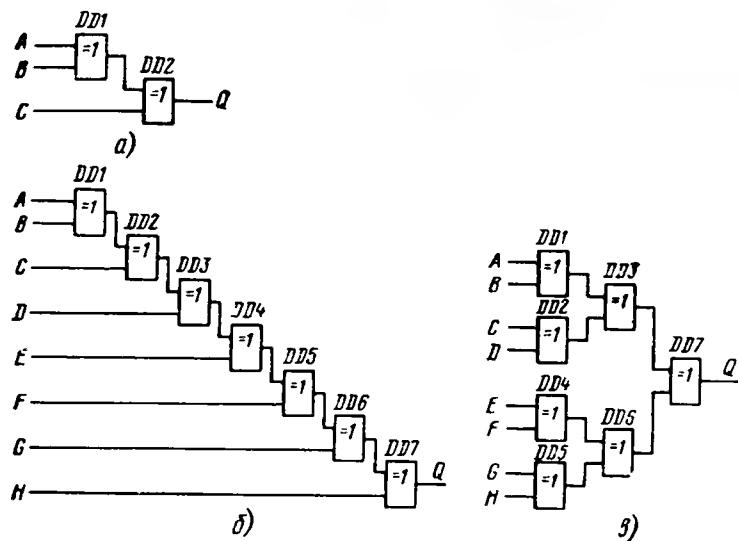 DD1
A
=1
B
DD2
=1
Q
C
а)
DD1
A
=1
B
DD2
C
=1
DD3
D
=1
DD4
E
=1
DD5
F
=1
DD6
G
=1
DD7
H
=1
Q
б)
DD1
A
=1
B
DD3
=1
DD2
C
=1
D
DD7
=1
Q
DD4
E
=1
F
DD5
=1
DD5
G
=1
H
в)